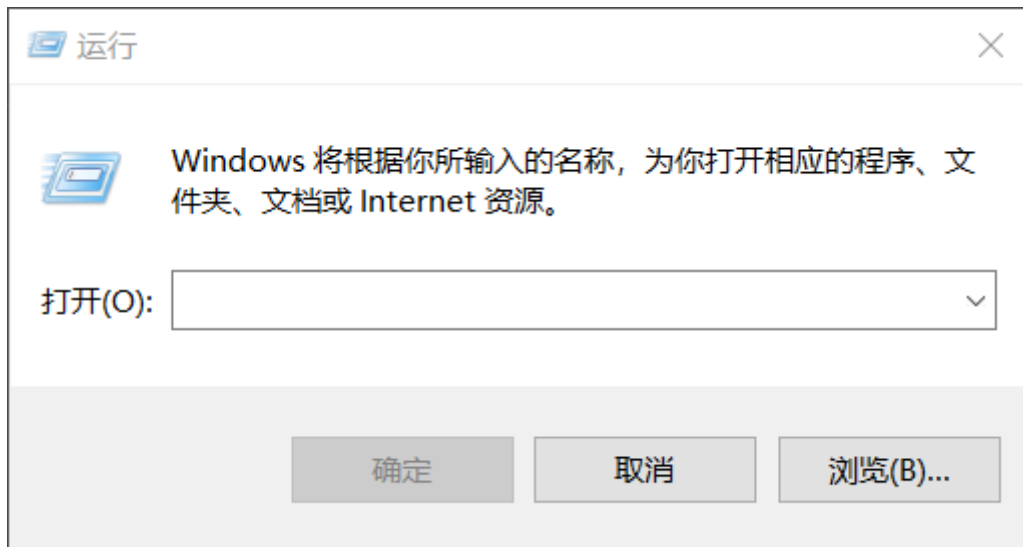 运行
Windows 将根据你所输入的名称，为你打开相应的程序、文
件夹、文档或 Internet 资源。
打开(O):
确定
取消
浏览(B)...